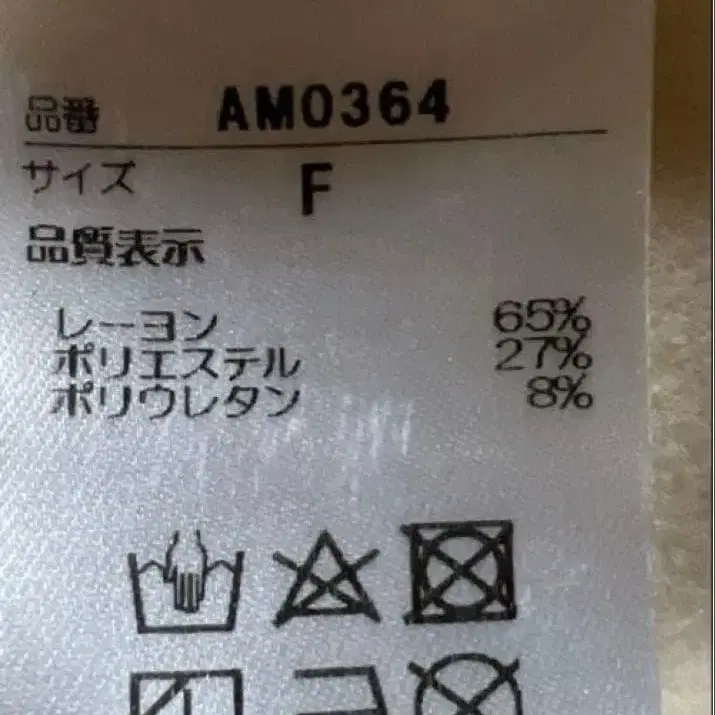 品番 AM0364
サイズ F
品質表示
レーヨン 65%
ポリエステル 27%
ポリウレタン 8%